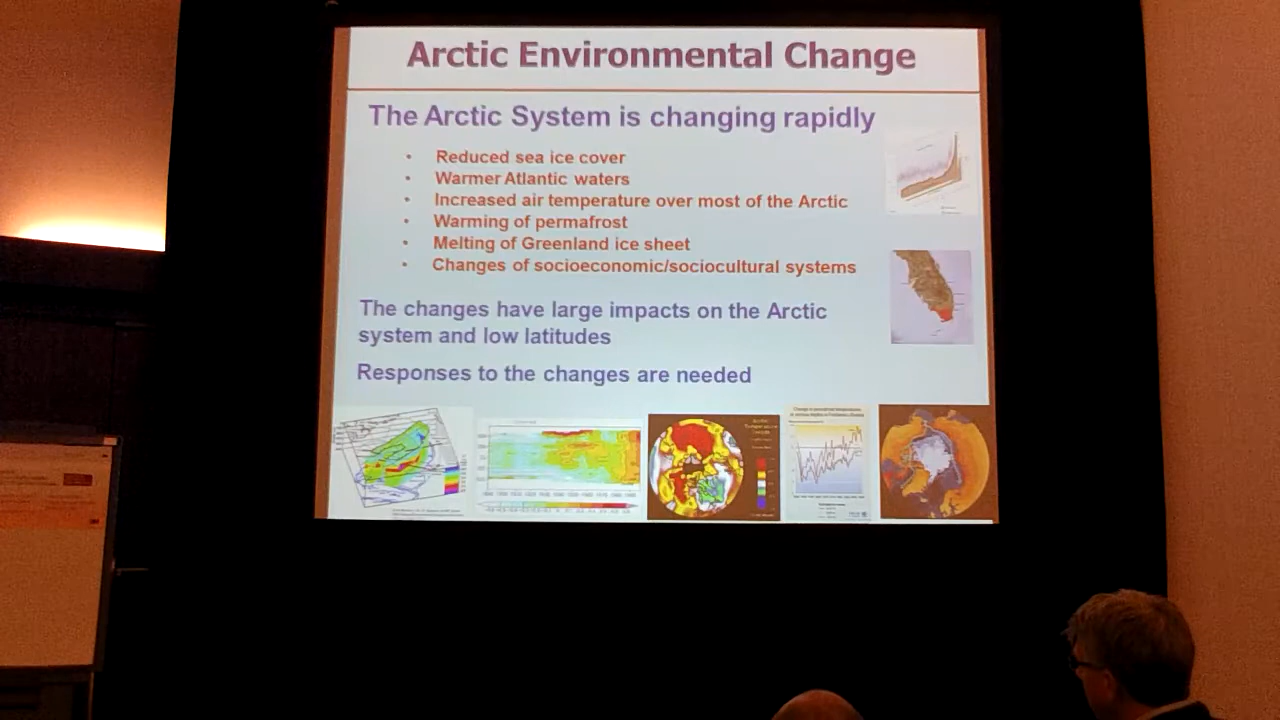 Arctic Environmental Change
The Arctic System is changing rapidly
• Reduced sea ice cover
• Warmer Atlantic waters
• Increased air temperature over most of the Arctic
• Warming of permafrost
• Melting of Greenland ice sheet
• Changes of socioeconomic/sociocultural systems
The changes have large impacts on the Arctic
system and low latitudes
Responses to the changes are needed